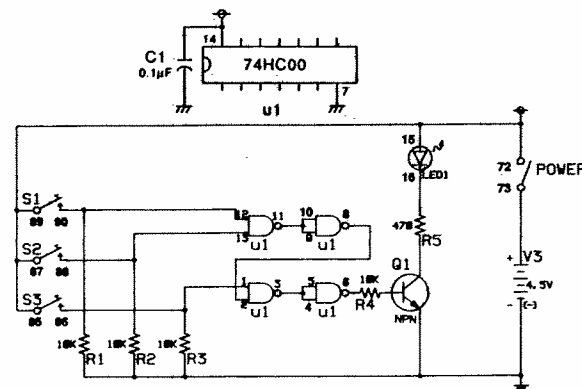 14
C1
0.1µF
74HC00
7
u1
15
16
LED1
72
73
POWER
S1
89 90
12
13
11
u1
10
9
8
u1
470
R5
S2
87 88
Q1
V3
+
4.5V
-
(-)
S3
85 86
1
2
3
u1
5
4
6
u1
10K
R4
NPN
10K
R1
10K
R2
10K
R3